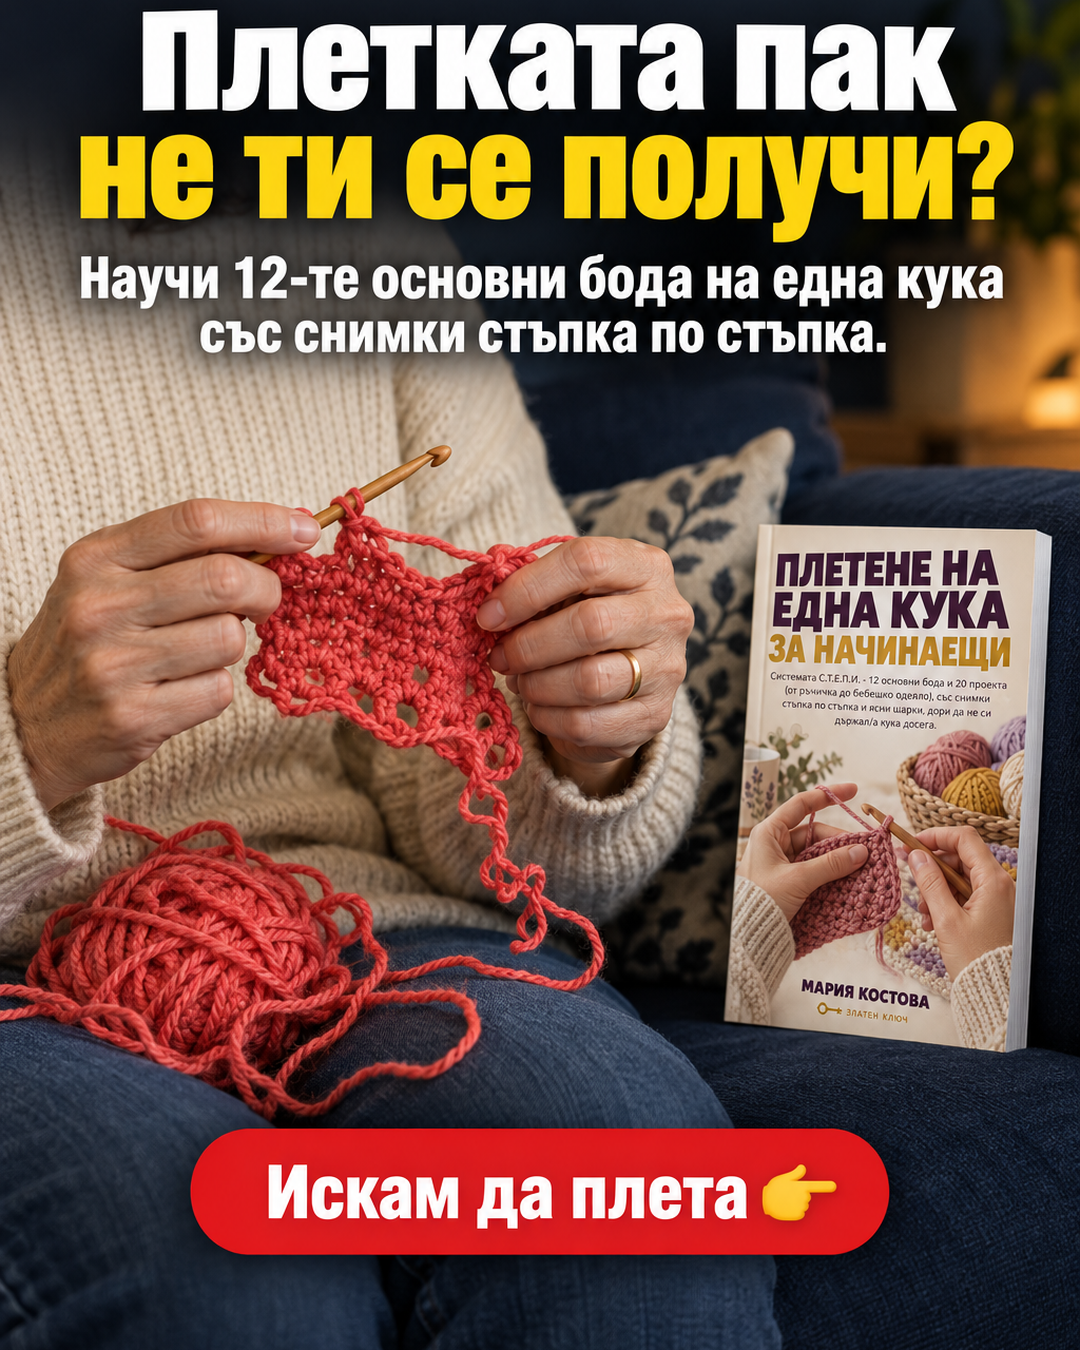 Плетката пак
не ти се получи?
Научи 12-те основни бода на една кука
със снимки стъпка по стъпка.
ПЛЕТЕНЕ НА
ЕДНА КУКА
ЗА НАЧИНАЕЩИ
Системата С.Т.Е.П.И. - 12 основни бода и 20 проекта
(от ръчичка до бебешко одеяло), със снимки
стъпка по стъпка и ясни шарки, дори да не си
държал/а кука досега.
МАРИЯ КОСТОВА
ЗЛАТЕН КЛЮЧ
Искам да плета 👉